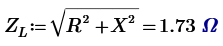 Z_L := √(R² + X²) = 1.73 Ω